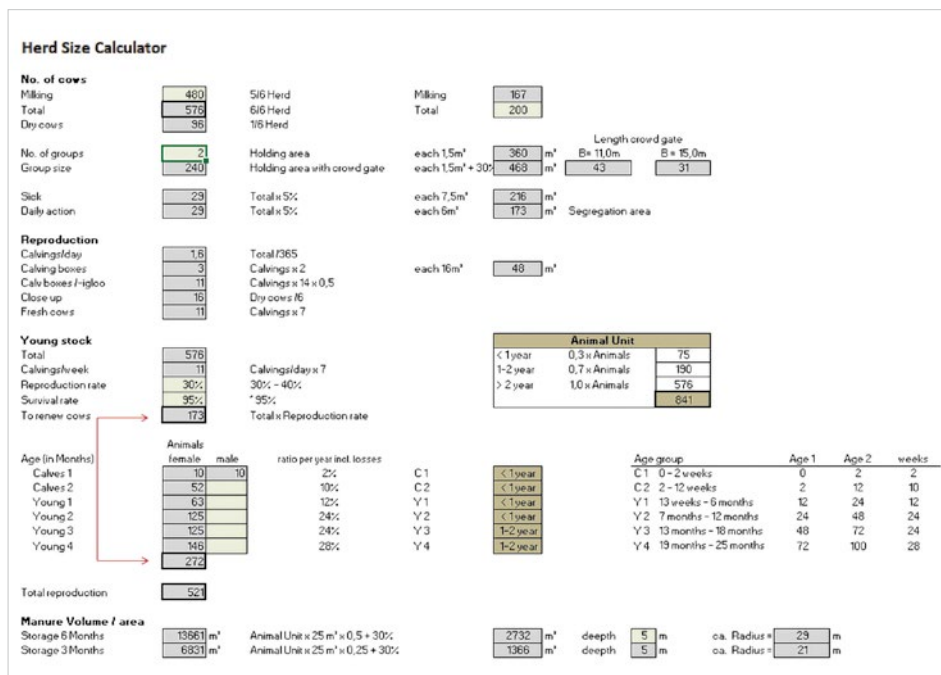 Herd Size Calculator
No. of cows
Milking 480 5/6 Herd Milking 167
Total 576 6/6 Herd Total 200
Dry cows 96 1/6 Herd
Length crowd gate
No. of groups 2 Holding area each 1,5m² 360 m² B= 11,0m B= 15,0m
Group size 240 Holding area with crowd gate each 1,5m² + 30% 468 m² 43 31
Sick 29 Total x 5% each 7,5m² 216 m²
Daily action 29 Total x 5% each 6m² 173 m² Segregation area
Reproduction
Calvings/day 1,6 Total /365
Calving boxes 3 Calvings x 2 each 16m² 48 m²
Calv boxes /-igloo 11 Calvings x 14 x 0,5
Close up 16 Dry cows /6
Fresh cows 11 Calvings x 7
Young stock Animal Unit
Total 576 < 1 year 0,3 x Animals 75
Calvings/week 11 Calvings/day x 7 1-2 year 0,7 x Animals 190
Reproduction rate 30% 30% - 40% > 2 year 1,0 x Animals 576
Survival rate 95% ˜95% 841
To renew cows 173 Total x Reproduction rate
Animals
Age (in Months) female male ratio per year incl. losses Age group Age 1 Age 2 weeks
Calves 1 10 10 2% C 1 < 1 year C 1 0 - 2 weeks 0 2 2
Calves 2 52 10% C 2 < 1 year C 2 2 - 12 weeks 2 12 10
Young 1 63 12% Y 1 < 1 year Y 1 13 weeks - 6 months 12 24 12
Young 2 125 24% Y 2 < 1 year Y 2 7 months - 12 months 24 48 24
Young 3 125 24% Y 3 1-2 year Y 3 13 months - 18 months 48 72 24
Young 4 146 28% Y 4 1-2 year Y 4 19 months - 25 months 72 100 28
272
Total reproduction 521
Manure Volume / area
Storage 6 Months 13661 m³ Animal Unit x 25 m³ x 0,5 + 30% 2732 m² deepth 5 m ca. Radius = 29 m
Storage 3 Months 6831 m³ Animal Unit x 25 m³ x 0,25 + 30% 1366 m² deepth 5 m ca. Radius = 21 m